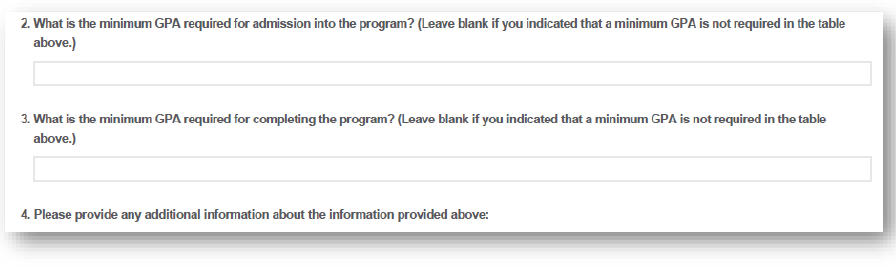 2. What is the minimum GPA required for admission into the program? (Leave blank if you indicated that a minimum GPA is not required in the table
above.)
3. What is the minimum GPA required for completing the program? (Leave blank if you indicated that a minimum GPA is not required in the table
above.)
4. Please provide any additional information about the information provided above: